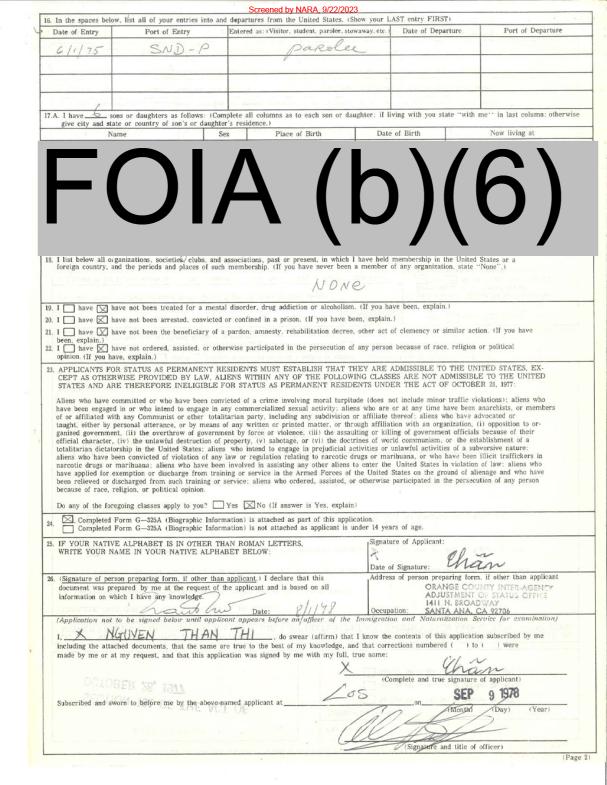 Screened by NARA, 9/22/2023
16. In the spaces below, list all of your entries into and departures from the United States. (Show your LAST entry FIRST)
Date of Entry Port of Entry Entered as: (Visitor, student, parolee, stowaway, etc.) Date of Departure Port of Departure
6/1/75 SND-P parolee
17.A. I have 6 sons or daughters as follows: (Complete all columns as to each son or daughter; if living with you state "with me" in last column; otherwise
give city and state or country of son's or daughter's residence.)
Name Sex Place of Birth Date of Birth Now living at
FOIA (b)(6)
18. I list below all organizations, societies, clubs, and associations, past or present, in which I have held membership in the United States or a
foreign country, and the periods and places of such membership. (If you have never been a member of any organization, state "None".)
NONE
19. I have have not been treated for a mental disorder, drug addiction or alcoholism. (If you have been, explain.)
20. I have have not been arrested, convicted or confined in a prison. (If you have been, explain.)
21. I have have not been the beneficiary of a pardon, amnesty, rehabilitation decree, other act of clemency or similar action. (If you have
been, explain.)
22. I have have not ordered, assisted, or otherwise participated in the persecution of any person because of race, religion or political
opinion. (If you have, explain.)
23. APPLICANTS FOR STATUS AS PERMANENT RESIDENTS MUST ESTABLISH THAT THEY ARE ADMISSIBLE TO THE UNITED STATES, EX-
CEPT AS OTHERWISE PROVIDED BY LAW, ALIENS WITHIN ANY OF THE FOLLOWING CLASSES ARE NOT ADMISSIBLE TO THE UNITED
STATES AND ARE THEREFORE INELIGIBLE FOR STATUS AS PERMANENT RESIDENTS UNDER THE ACT OF OCTOBER 28, 1977:
Aliens who have committed or who have been convicted of a crime involving moral turpitude (does not include minor traffic violations); aliens who
have been engaged in or who intend to engage in any commercialized sexual activity; aliens who are or at any time have been anarchists, or members
of or affiliated with any Communist or other totalitarian party, including any subdivision or affiliate thereof; aliens who have advocated or
taught, either by personal utterance, or by means of any written or printed matter, or through affiliation with an organization, (i) opposition to or-
ganised government, (ii) the overthrow of government by force or violence, (iii) the assaulting or killing of government officials because of their
official character, (iv) the unlawful destruction of property, (v) sabotage, or (vi) the doctrines of world communism, or the establishment of a
totalitarian dictatorship in the United States; aliens who intend to engage in prejudicial activities or unlawful activities of a subversive nature;
aliens who have been convicted of violation of any law or regulation relating to narcotic drugs or marihuana, or who have been illicit traffickers in
narcotic drugs or marihuana; aliens who have been involved in assisting any other aliens to enter the United States in violation of law; aliens who
have applied for exemption or discharge from training or service in the Armed Forces of the United States on the ground of alienage and who have
been relieved or discharged from such training or service; aliens who ordered, assisted, or otherwise participated in the persecution of any person
because of race, religion, or political opinion.
Do any of the foregoing classes apply to you? Yes No (If answer is Yes, explain)
24. Completed Form G—325A (Biographic Information) is attached as part of this application.
Completed Form G—325A (Biographic Information) is not attached as applicant is under 14 years of age.
25. IF YOUR NATIVE ALPHABET IS IN OTHER THAN ROMAN LETTERS,
WRITE YOUR NAME IN YOUR NATIVE ALPHABET BELOW:
Signature of Applicant:
X
Date of Signature:
26. (Signature of person preparing form, if other than applicant.) I declare that this
document was prepared by me at the request of the applicant and is based on all
information on which I have any knowledge.
Date:
Address of person preparing form, if other than applicant
ORANGE COUNTY INTER-AGENCY
ADJUSTMENT OF STATUS OFFICE
1411 N. BROADWAY
Occupation: SANTA ANA, CA 92706
(Application not to be signed below until applicant appears before an officer of the Immigration and Naturalization Service for examination)
I, X NGUYEN THAN THI, do swear (affirm) that I know the contents of this application subscribed by me
including the attached documents, that the same are true to the best of my knowledge, and that corrections numbered ( ) to ( ) were
made by me or at my request, and that this application was signed by me with my full, true name:
X
(Complete and true signature of applicant)
Subscribed and sworn to before me by the above-named applicant at LOS on SEP 9 1978
(Month) (Day) (Year)
(Signature and title of officer)
(Page 2)